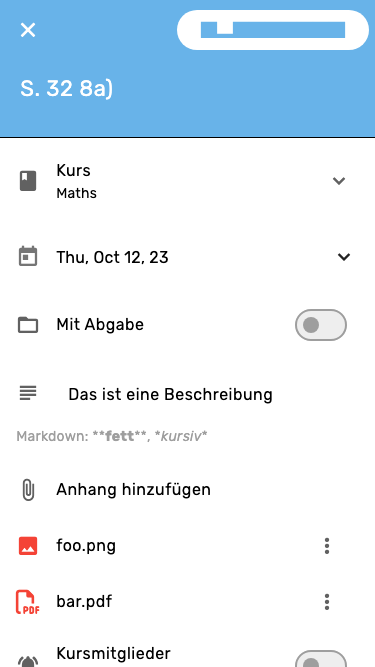 S. 32 8a)
Kurs
Maths
Thu, Oct 12, 23
Mit Abgabe
Das ist eine Beschreibung
Markdown: **fett**, *kursiv*
Anhang hinzufügen
foo.png
PDF bar.pdf
Kursmitglieder